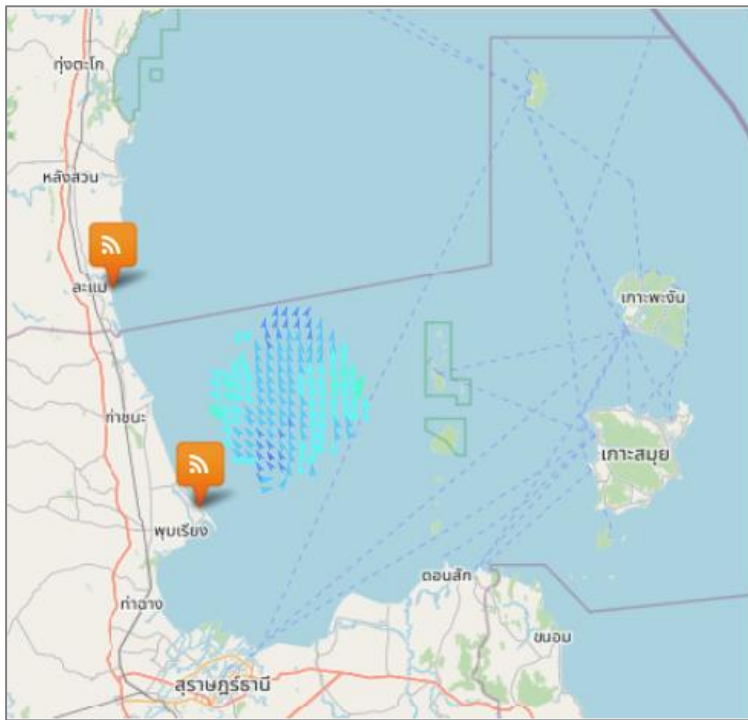 ทุ่งตะโก
หลังสวน
ละแม
เกาะพะงัน
ท่าชนะ
เกาะสมุย
พุมเรียง
ดอนสัก
ท่าฉาง
ขนอม
สุราษฎร์ธานี